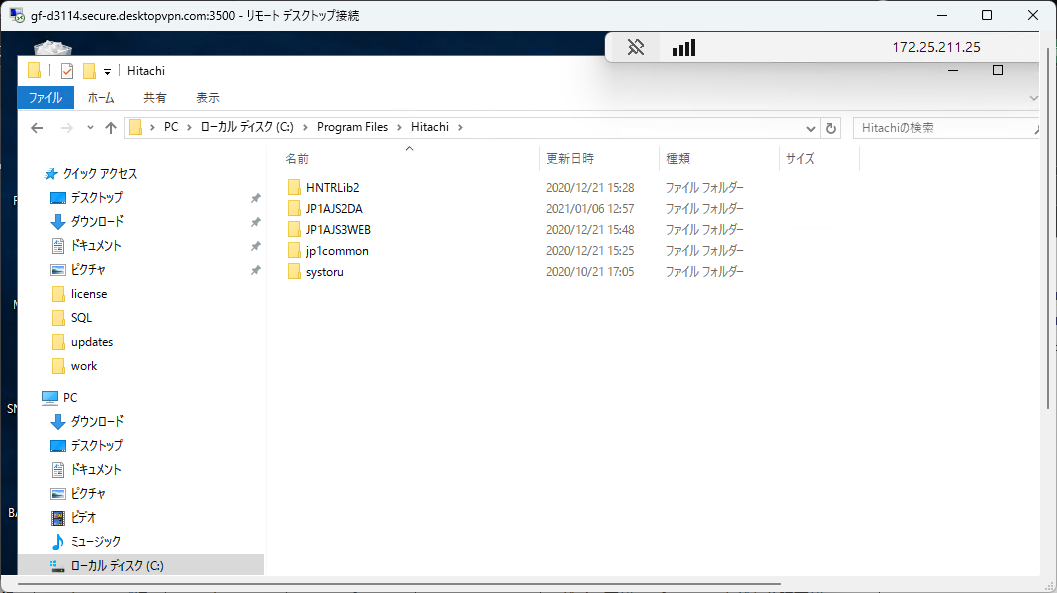 gf-d3114.secure.desktopvpn.com:3500 - リモート デスクトップ接続
172.25.211.25
Hitachi
ファイル ホーム 共有 表示
PC ローカル ディスク (C:) Program Files Hitachi Hitachiの検索
名前 更新日時 種類 サイズ
クイック アクセス
デスクトップ
ダウンロード
ドキュメント
ピクチャ
license
SQL
updates
work
PC
ダウンロード
デスクトップ
ドキュメント
ピクチャ
ビデオ
ミュージック
ローカル ディスク (C:)
HNTRLib2 2020/12/21 15:28 ファイル フォルダー
JP1AJS2DA 2021/01/06 12:57 ファイル フォルダー
JP1AJS3WEB 2020/12/21 15:48 ファイル フォルダー
jp1common 2020/12/21 15:25 ファイル フォルダー
systoru 2020/10/21 17:05 ファイル フォルダー